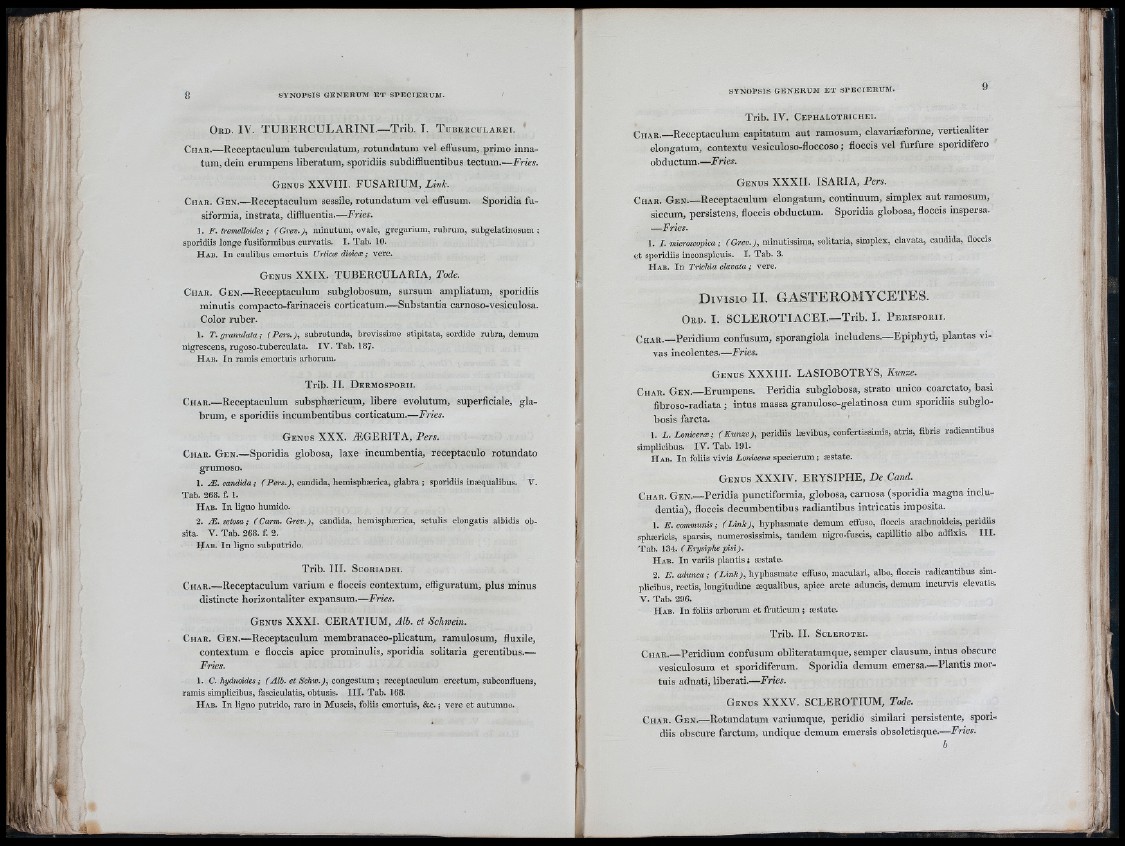 8 SYNOPSIS GENERUM ET SPECIERUM.
ORD. IV. TUBERCULARINI.—Trib. I. TUBERCULAREI.
CHAR.—Receptaculum tuberculatum, rotundatum vel effusum, primo inna-
tum, dein erumpens liberatum, sporidiis subdiffluentibus tectum.—Fries.
GENUS XXVIII. FUSARIUM, Link.
CHAR. GEN.—Receptaculum sessile, rotundatum vel effusum. Sporidia fu-
siformia, instrata, diffluentia.—Fries.
1. F. tremelloides; (Grev.), minutum, ovale, gregarium, rubrum, subgelatinosum;
sporidiis longe fusiformibus curvatis. I. Tab. 10.
HAB. In caulibus emortuis Urticæ dioicæ; vere.
GENUS XXIX. TUBERCULARIA, Tode.
CHAR. GEN.—Receptaculum subglobosum, sursum ampliatum, sporidiis
minutis compacto-farinaceis corticatum.—Substantia carnoso-vesiculosa.
Color ruber.
1. T. granulata; (Pers.), subrotunda, brevissime stipitata, sordide rubra, demum
nigrescens, rugoso-tuberculata. IV. Tab. 187.
HAB. In ramis emortuis arborum.
Trib. II. DERMOSPORII.
CHAR.—Receptaculum subsphæricum, libere evolutum, superficiale, gla-
brum, e sporidiis incumbentibus corticatum.—Fries.
GENUS XXX. ÆGERITA, Pers.
CHAR. GEN.—Sporidia globosa, laxe incumbentia, receptaculo rotundato
grumoso.
1. Æ. candida; (Pers.), candida, hemisphærica, glabra; sporidiis inæqualibus. V.
Tab. 268. f. 1.
HAB. In ligno humido.
2. Æ. setosa; (Carm. Grev.), candida, hemisphærica, setulis elongatis albidis ob-
sita. V. Tab. 268. f. 2.
HAB. In ligno subputrido.
Trib. III. SCORIADEI.
CHAR.—Receptaculum varium e floccis contextum, effiguratum, plus minus
distincte horizontaliter expansum.—Fries.
GENUS XXXI. CERATIUM, Alb. et Schwein.
CHAR. GEN.—Receptaculum membranaceo-plicatum, ramulosum, fluxile,
contextum e floccis apice prominulis, sporidia solitaria gerentibus.—
Fries.
1. C. hydnoides; (Alb. et Schw.), congestum; receptaculum erectum, subconfluens,
ramis simplicibus, fasciculatis, obtusis. III. Tab. 168.
HAB. In ligno putrido, raro in Muscis, foliis emortuis, &c.; vere et autumno.
SYNOPSIS GENERUM ET SPECIERUM. 9
Trib. IV. CEPHALOTRICHEI.
CHAR.—Receptaculum capitatum aut ramosum, clavariæforme, verticaliter
elongatum, contextu vesiculoso-floccoso; floccis vel furfure sporidifero
obductum.—Fries.
GENUS XXXII. ISARIA, Pers.
CHAR. GEN.—Receptaculum elongatum, continuum, simplex aut ramosum,
siccum, persistens, floccis obductum. Sporidia globosa, floccis inspersa.
—Fries.
1. I. microscopica; (Grev.), minutissima, solitaria, simplex, clavata, candida, floccis
et sporidiis inconspicuis. I. Tab. 3.
HAB. In Trichia clavata; vere.
DIVISIO II. GASTEROMYCETES.
ORD. I. SCLEROTIACEI.—Trib. I. PERISPORII.
CHAR.—Peridium confusum, sporangiola includens.—Epiphyti, plantas vi-
vas incolentes.—Fries.
GENUS XXXIII. LASIOBOTRYS, Kunze.
CHAR. GEN.—Erumpens. Peridia subglobosa, strato unico coarctato, basi
fibroso-radiata; intus massa granuloso-gelatinosa cum sporidiis subglo-
bosis farcta.
1. L. Loniceræ; (Kunze), peridiis lævibus, confertissimis, atris, fibris radicantibus
simplicibus. IV. Tab. 191.
HAB. In foliis vivis Loniceræ specierum; æstate.
GENUS XXXIV. ERYSIPHE, De Cand.
CHAR. GEN.—Peridia punctiformia, globosa, carnosa (sporidia magna inclu-
dentia), floccis decumbentibus radiantibus intricatis imposita.
1. E. communis; (Link), hyphasmate demum effuso, floccis arachnoideis, peridiis
sphæricis, sparsis, numerosissimis, tandem nigro-fuscis, capillitio albo adfixis. III.
Tab. 134. (Erysiphe pisi).
HAB. In variis plantis; æstate.
2. E. adunca; (Link), hyphasmate effuso, maculari, albo, floccis radicantibus sim-
plicibus, rectis, longitudine æqualibus, apice arcte aduncis, demum incurvis elevatis.
V. Tab. 296.
HAB. In foliis arborum et fruticum; æstate.
Trib. II. SCLEROTEI.
CHAR.—Peridium confusum obliteratumque, semper clausum, intus obscure
vesiculosum et sporidiferum. Sporidia demum emersa.—Plantis mor-
tuis adnati, liberati.—Fries.
GENUS XXXV. SCLEROTIUM, Tode.
CHAR. GEN.—Rotundatum variumque, peridio similari persistente, spori-
diis obscure farctum, undique demum emersis obsoletisque.—Fries.
b